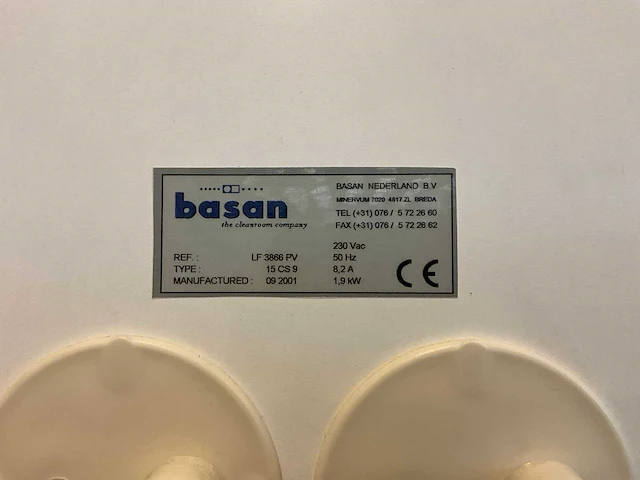 basan
the cleanroom company
BASAN NEDERLAND B.V
MINERVUM 7020 4817 ZL BREDA
TEL (+31) 076 / 5 72 26 60
FAX (+31) 076 / 5 72 26 62
230 Vac
REF. : LF 3866 PV 50 Hz
TYPE : 15 CS 9 8,2 A
MANUFACTURED : 09 2001 1,9 kW
CE